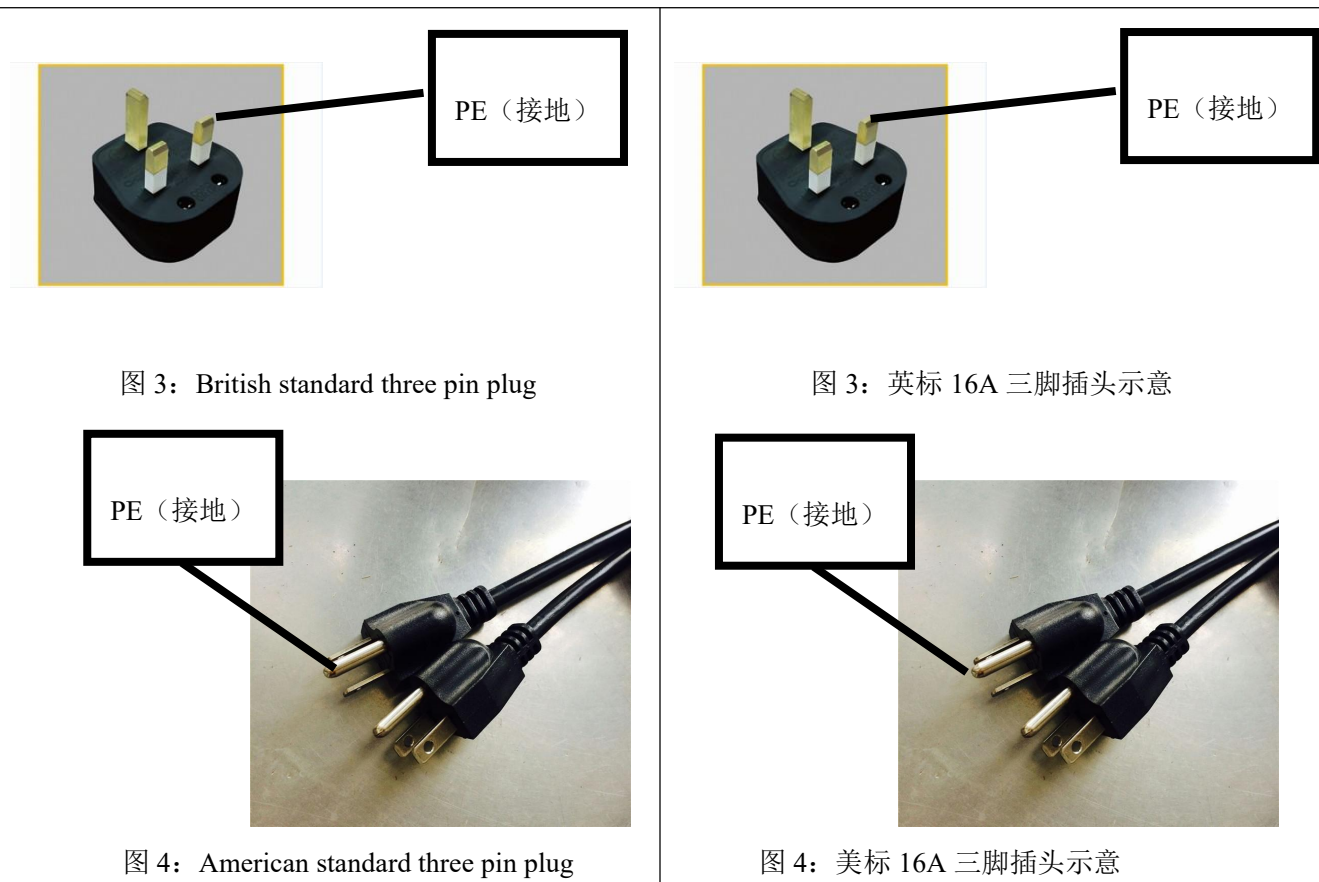 PE（接地）
PE（接地）
图 3：British standard three pin plug
图 3：英标 16A 三脚插头示意
PE（接地）
PE（接地）
图 4：American standard three pin plug
图 4：美标 16A 三脚插头示意